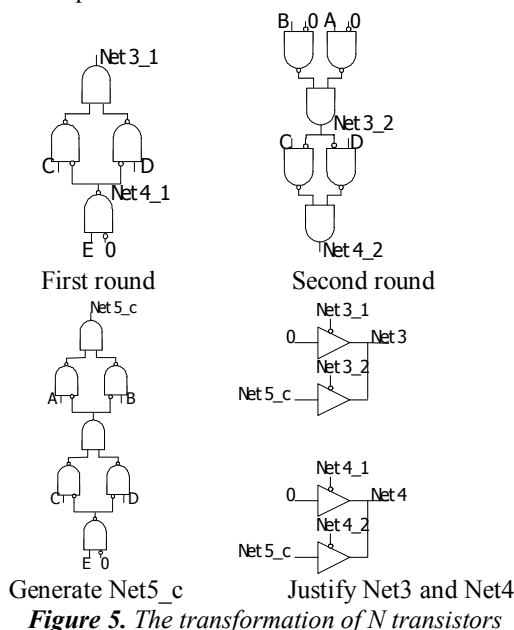 Net3_1
C
D
Net4_1
E 0
First round
B 0 A 0
Net3_2
C
D
Net4_2
Second round
Net5_c
A
B
C
D
E 0
Generate Net5_c
Net3_1
0
Net3
Net3_2
Net5_c
Net4_1
0
Net4
Net4_2
Net5_c
Justify Net3 and Net4
Figure 5. The transformation of N transistors